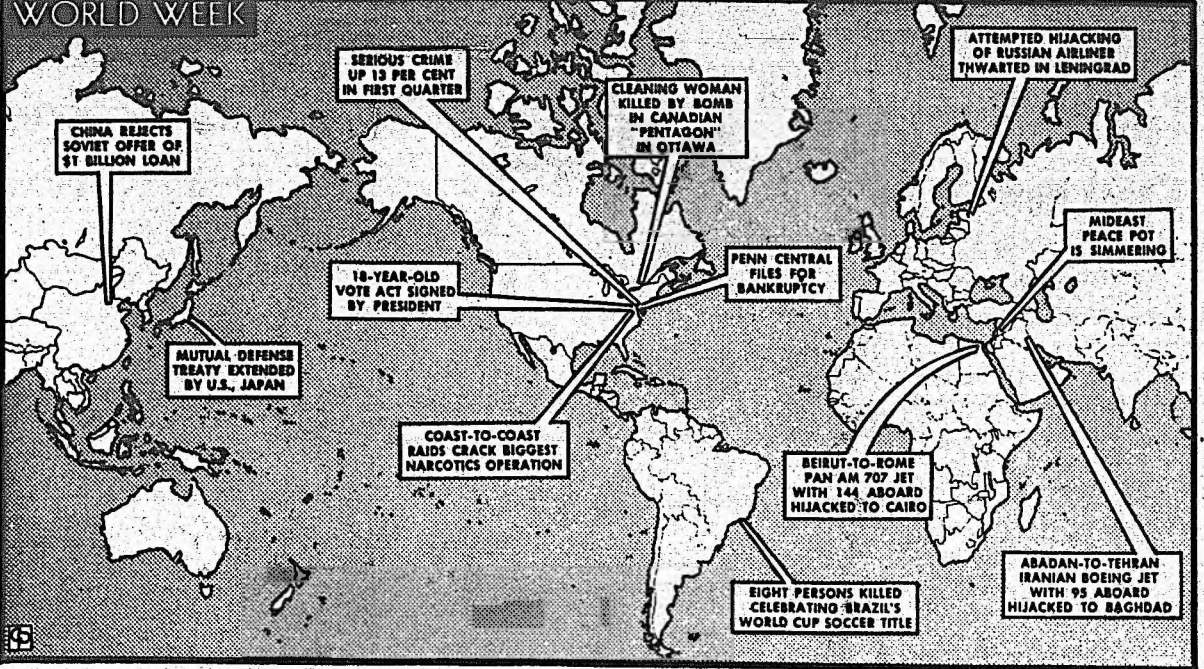 WORLD WEEK
SERIOUS CRIME
UP 13 PER CENT
IN FIRST QUARTER
CLEANING WOMAN
KILLED BY BOMB
IN CANADIAN
"PENTAGON"
IN OTTAWA
ATTEMPTED HIJACKING
OF RUSSIAN AIRLINER
THWARTED IN LENINGRAD
CHINA REJECTS
SOVIET OFFER OF
$1 BILLION LOAN
MIDEAST
PEACE POT
IS SIMMERING
18-YEAR-OLD
VOTE ACT SIGNED
BY PRESIDENT
PENN CENTRAL
FILES FOR
BANKRUPTCY
MUTUAL DEFENSE
TREATY EXTENDED
BY U.S., JAPAN
COAST-TO-COAST
RAIDS CRACK BIGGEST
NARCOTICS OPERATION
BEIRUT-TO-ROME
PAN AM 707 JET
WITH 144 ABOARD
HIJACKED TO CAIRO
EIGHT PERSONS KILLED
CELEBRATING BRAZIL'S
WORLD CUP SOCCER TITLE
ABADAN-TO-TEHRAN
IRANIAN BOEING JET
WITH 95 ABOARD
HIJACKED TO BAGHDAD